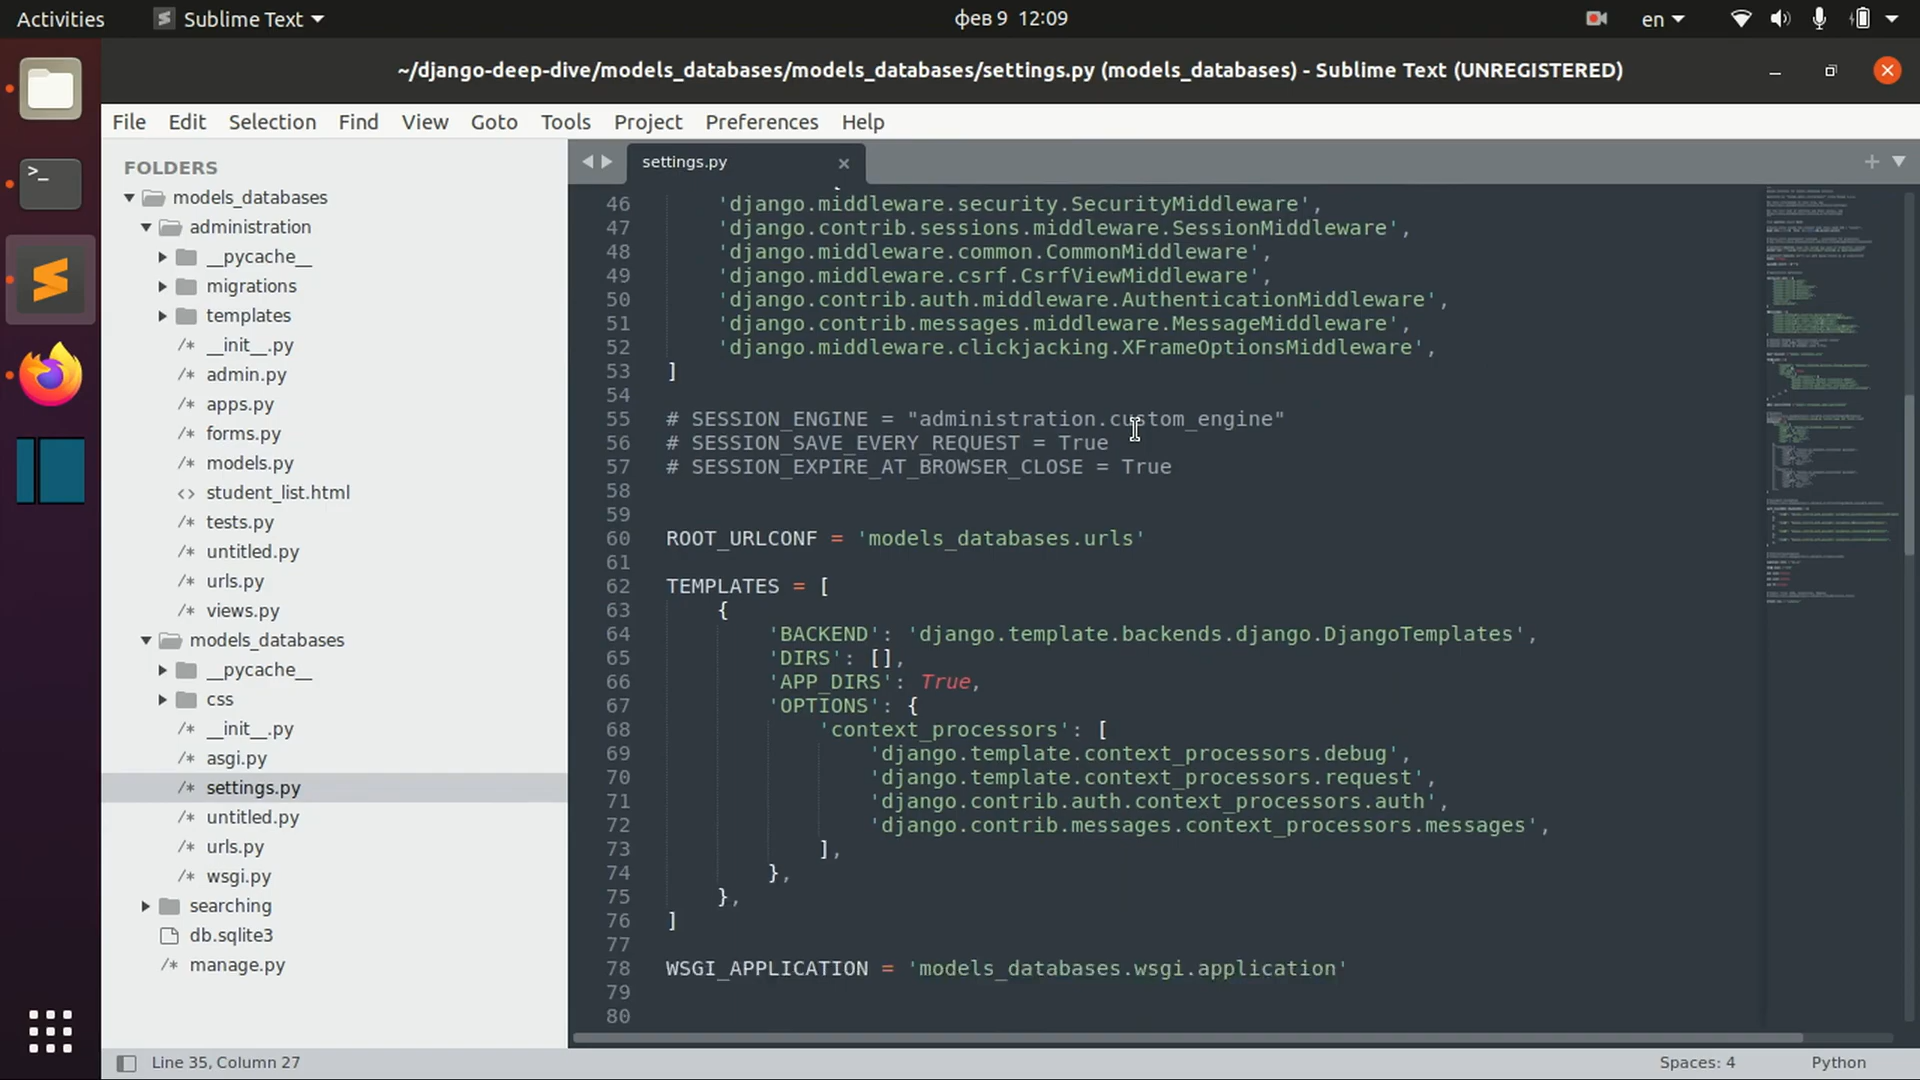 Activities
Sublime Text
фев 9 12:09
en
~/django-deep-dive/models_databases/models_databases/settings.py (models_databases) - Sublime Text (UNREGISTERED)
File Edit Selection Find View Goto Tools Project Preferences Help
FOLDERS
models_databases
administration
__pycache__
migrations
templates
/* __init__.py
/* admin.py
/* apps.py
/* forms.py
/* models.py
<> student_list.html
/* tests.py
/* untitled.py
/* urls.py
/* views.py
models_databases
__pycache__
css
/* __init__.py
/* asgi.py
/* settings.py
/* untitled.py
/* urls.py
/* wsgi.py
searching
db.sqlite3
/* manage.py
settings.py
46 'django.middleware.security.SecurityMiddleware',
47 'django.contrib.sessions.middleware.SessionMiddleware',
48 'django.middleware.common.CommonMiddleware',
49 'django.middleware.csrf.CsrfViewMiddleware',
50 'django.contrib.auth.middleware.AuthenticationMiddleware',
51 'django.contrib.messages.middleware.MessageMiddleware',
52 'django.middleware.clickjacking.XFrameOptionsMiddleware',
53 ]
54
55 # SESSION_ENGINE = "administration.custom_engine"
56 # SESSION_SAVE_EVERY_REQUEST = True
57 # SESSION_EXPIRE_AT_BROWSER_CLOSE = True
58
59
60 ROOT_URLCONF = 'models_databases.urls'
61
62 TEMPLATES = [
63 {
64 'BACKEND': 'django.template.backends.django.DjangoTemplates',
65 'DIRS': [],
66 'APP_DIRS': True,
67 'OPTIONS': {
68 'context_processors': [
69 'django.template.context_processors.debug',
70 'django.template.context_processors.request',
71 'django.contrib.auth.context_processors.auth',
72 'django.contrib.messages.context_processors.messages',
73 ],
74 },
75 },
76 ]
77
78 WSGI_APPLICATION = 'models_databases.wsgi.application'
79
80
Line 35, Column 27
Spaces: 4
Python